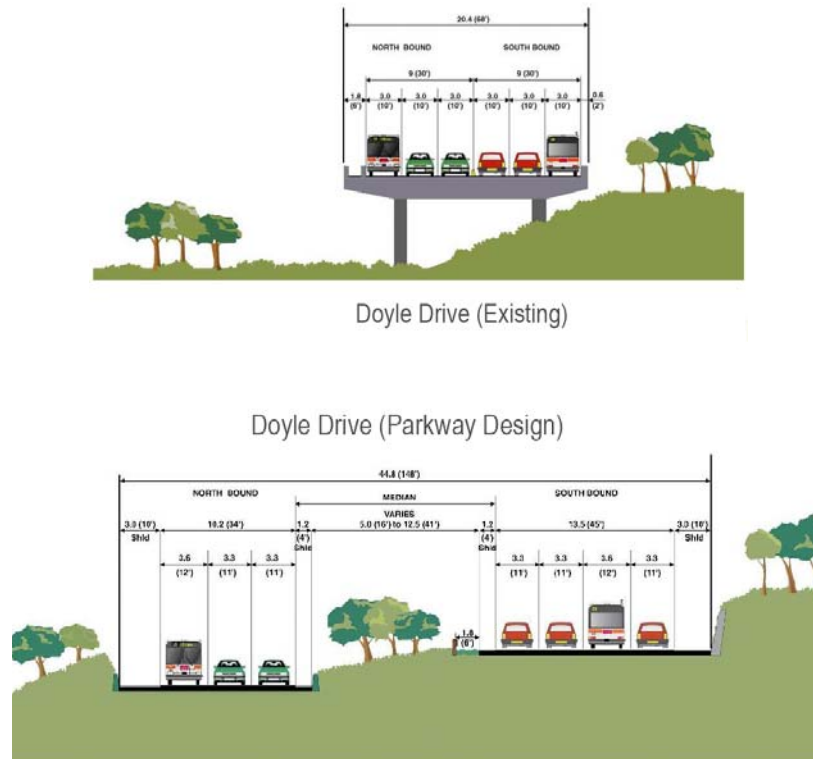 20.4 (68')
NORTH BOUND SOUTH BOUND
9 (30') 9 (30')
1.8 3.0 3.0 3.0 3.0 3.0 3.0 0.6
(6') (10') (10') (10') (10') (10') (10') (2')
Doyle Drive (Existing)
Doyle Drive (Parkway Design)
44.8 (148')
NORTH BOUND MEDIAN SOUTH BOUND
VARIES
3.0 (10') 10.2 (34') 1.2 5.0 (16') to 12.5 (41') 1.2 13.5 (45') 3.0 (10')
Shld (4') (4') Shld
Shld Shld
3.6 3.3 3.3 3.3 3.3 3.6 3.3
(12') (11') (11') (11') (11') (12') (11')
1.8
(6')